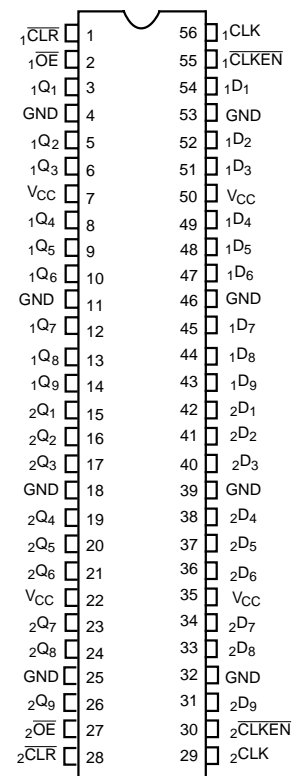 1CLR 1 56 1CLK
1OE 2 55 1CLKEN
1Q1 3 54 1D1
GND 4 53 GND
1Q2 5 52 1D2
1Q3 6 51 1D3
VCC 7 50 VCC
1Q4 8 49 1D4
1Q5 9 48 1D5
1Q6 10 47 1D6
GND 11 46 GND
1Q7 12 45 1D7
1Q8 13 44 1D8
1Q9 14 43 1D9
2Q1 15 42 2D1
2Q2 16 41 2D2
2Q3 17 40 2D3
GND 18 39 GND
2Q4 19 38 2D4
2Q5 20 37 2D5
2Q6 21 36 2D6
VCC 22 35 VCC
2Q7 23 34 2D7
2Q8 24 33 2D8
GND 25 32 GND
2Q9 26 31 2D9
2OE 27 30 2CLKEN
2CLR 28 29 2CLK